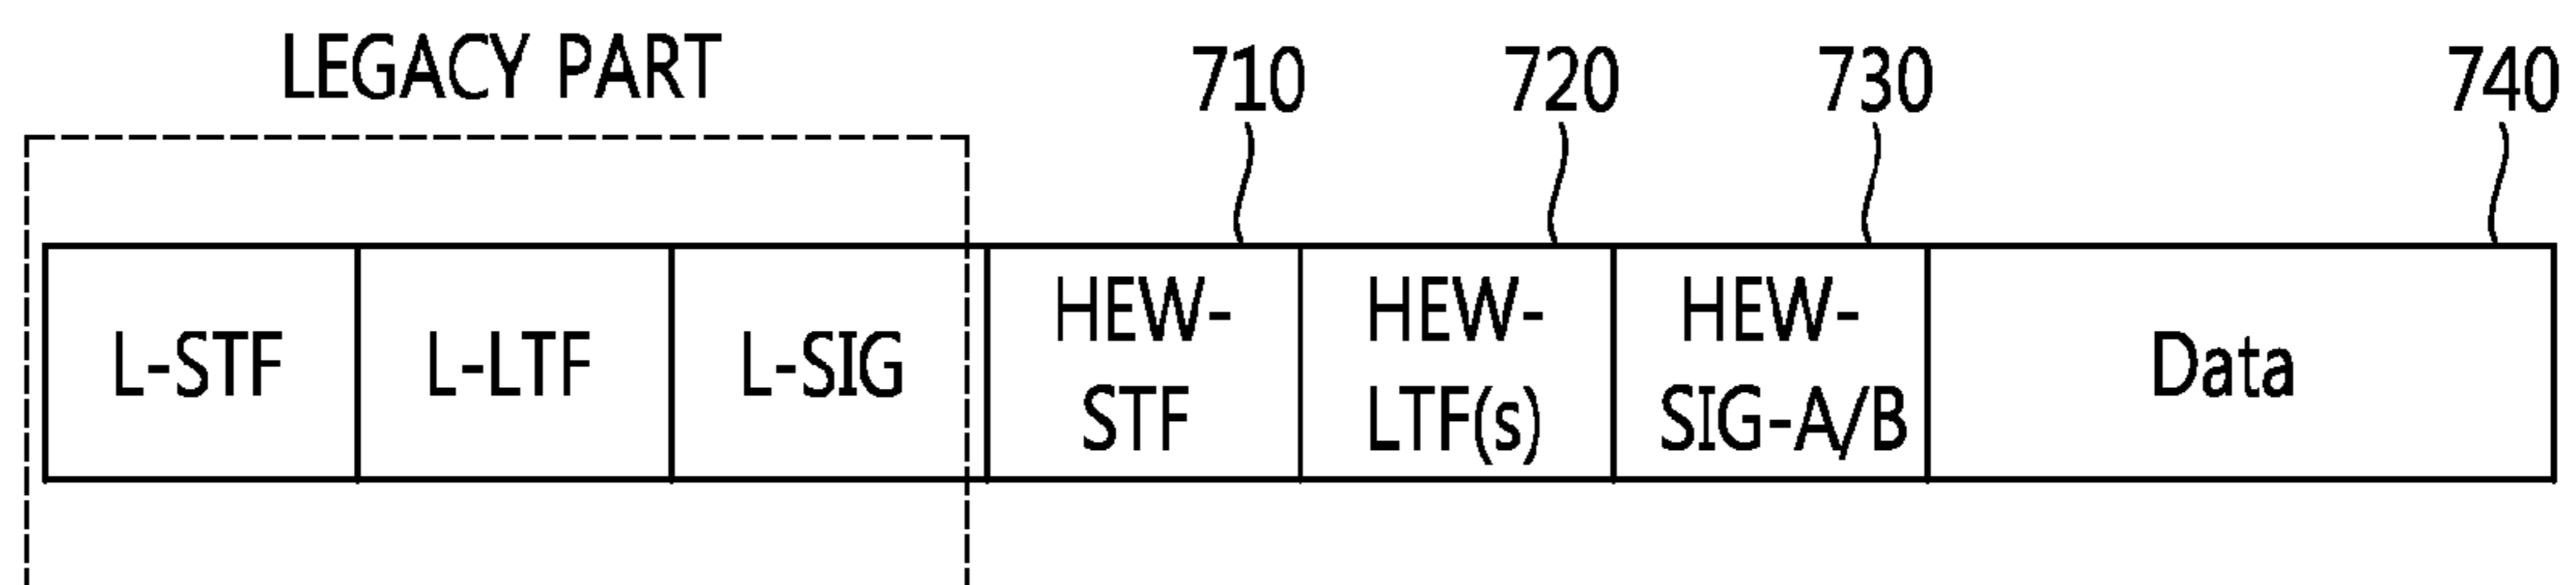 LEGACY PART
710
720
730
740
L-STF
L-LTF
L-SIG
HEW-
STF
HEW-
LTF(s)
HEW-
SIG-A/B
Data